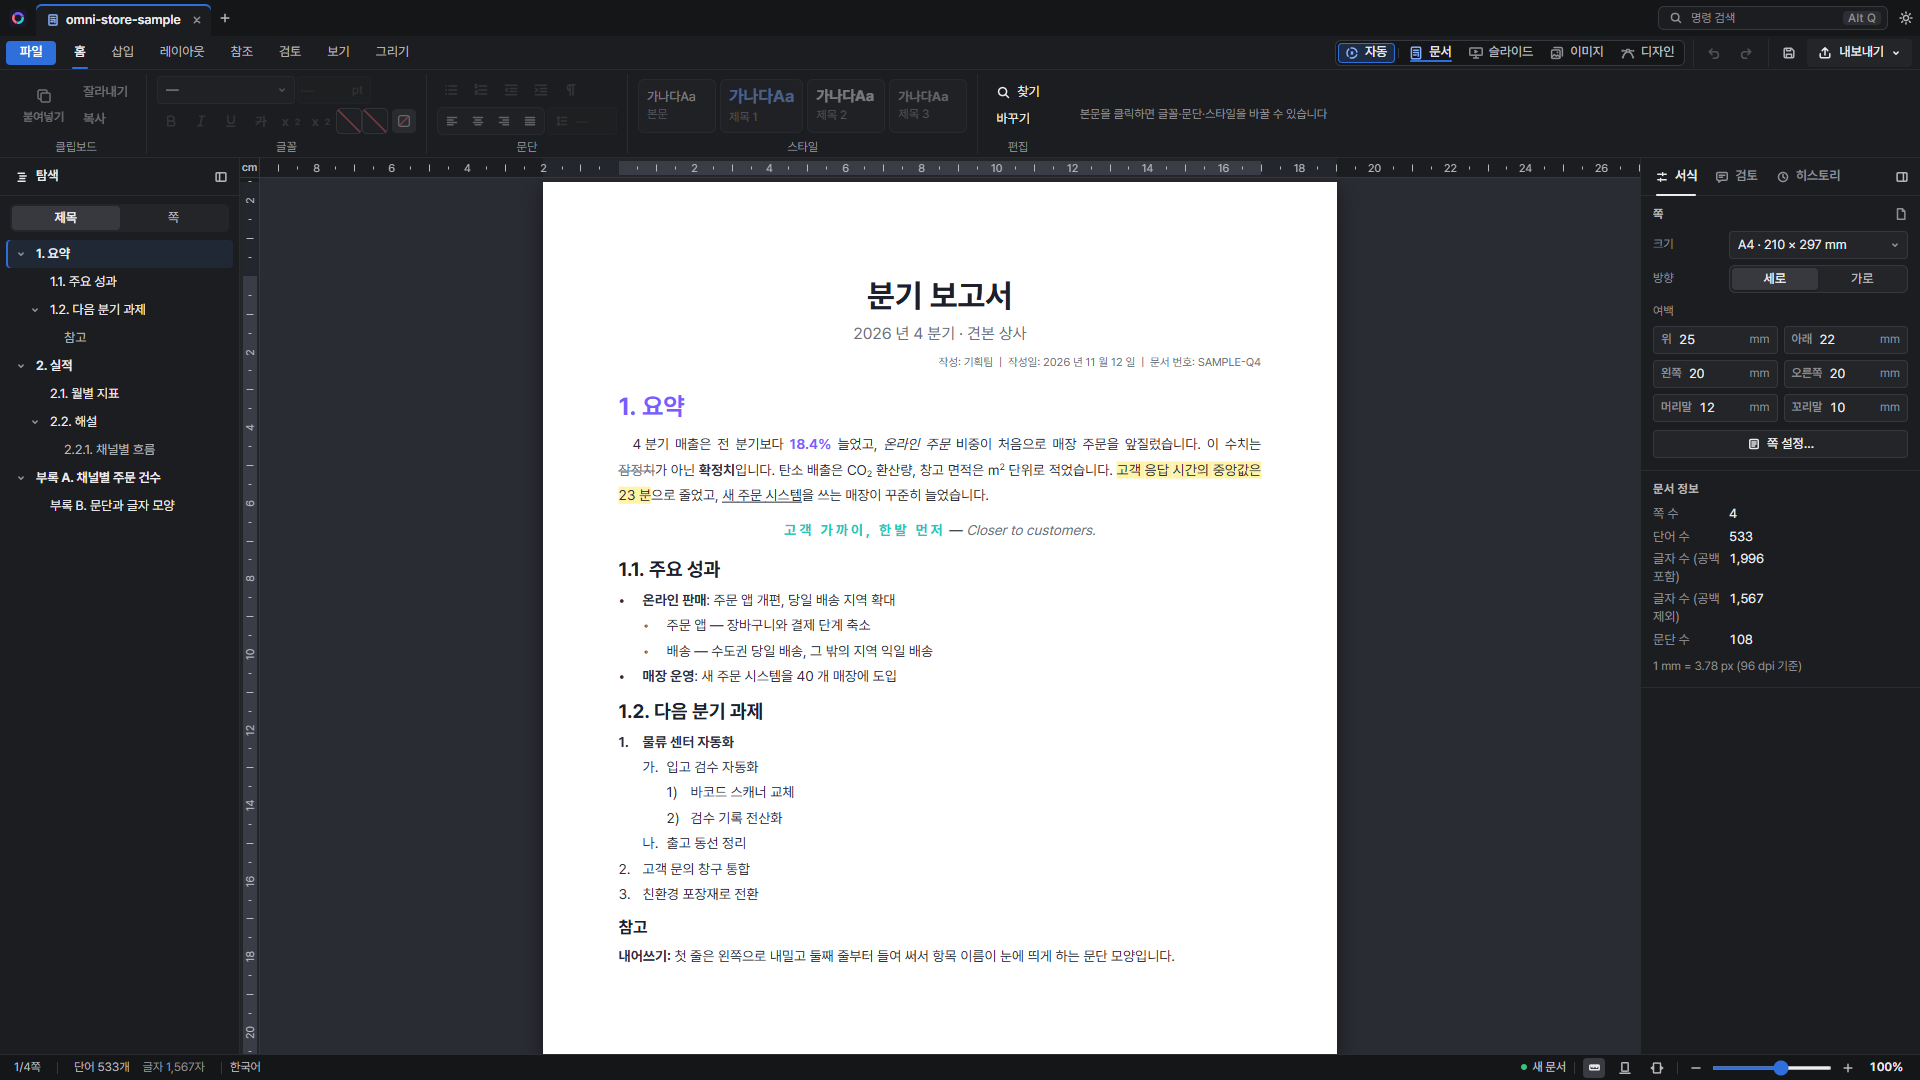 omni-store-sample
명령 검색
Alt Q
파일
홈
삽입
레이아웃
참조
검토
보기
그리기
자동
문서
슬라이드
이미지
디자인
내보내기
붙여넣기
잘라내기
복사
클립보드
—
pt
B I U 가 x2 x2
글꼴
문단
가나다Aa
본문
가나다Aa
제목 1
가나다Aa
제목 2
가나다Aa
제목 3
스타일
찾기
바꾸기
편집
본문을 클릭하면 글꼴·문단·스타일을 바꿀 수 있습니다
탐색
제목
쪽
1. 요약
1.1. 주요 성과
1.2. 다음 분기 과제
참고
2. 실적
2.1. 월별 지표
2.2. 해설
2.2.1. 채널별 흐름
부록 A. 채널별 주문 건수
부록 B. 문단과 글자 모양
cm
8 6 4 2 2 4 6 8 10 12 14 16 18 20 22 24 26
2
2
4
6
8
10
12
14
16
18
20
분기 보고서
2026 년 4 분기 · 견본 상사
작성: 기획팀 | 작성일: 2026 년 11 월 12 일 | 문서 번호: SAMPLE-Q4
1. 요약
4 분기 매출은 전 분기보다 18.4% 늘었고, 온라인 주문 비중이 처음으로 매장 주문을 앞질렀습니다. 이 수치는
잠정치가 아닌 확정치입니다. 탄소 배출은 CO2 환산량, 창고 면적은 m2 단위로 적었습니다. 고객 응답 시간의 중앙값은
23 분으로 줄었고, 새 주문 시스템을 쓰는 매장이 꾸준히 늘었습니다.
고객 가까이, 한발 먼저 — Closer to customers.
1.1. 주요 성과
• 온라인 판매: 주문 앱 개편, 당일 배송 지역 확대
• 주문 앱 — 장바구니와 결제 단계 축소
• 배송 — 수도권 당일 배송, 그 밖의 지역 익일 배송
• 매장 운영: 새 주문 시스템을 40 개 매장에 도입
1.2. 다음 분기 과제
1. 물류 센터 자동화
가. 입고 검수 자동화
1) 바코드 스캐너 교체
2) 검수 기록 전산화
나. 출고 동선 정리
2. 고객 문의 창구 통합
3. 친환경 포장재로 전환
참고
내어쓰기: 첫 줄은 왼쪽으로 내밀고 둘째 줄부터 들여 써서 항목 이름이 눈에 띄게 하는 문단 모양입니다.
서식
검토
히스토리
쪽
크기
A4 · 210 × 297 mm
방향
세로
가로
여백
위 25 mm
아래 22 mm
왼쪽 20 mm
오른쪽 20 mm
머리말 12 mm
꼬리말 10 mm
쪽 설정...
문서 정보
쪽 수 4
단어 수 533
글자 수 (공백 포함) 1,996
글자 수 (공백 제외) 1,567
문단 수 108
1 mm = 3.78 px (96 dpi 기준)
1/4쪽
단어 533개
글자 1,567자
한국어
새 문서
100%